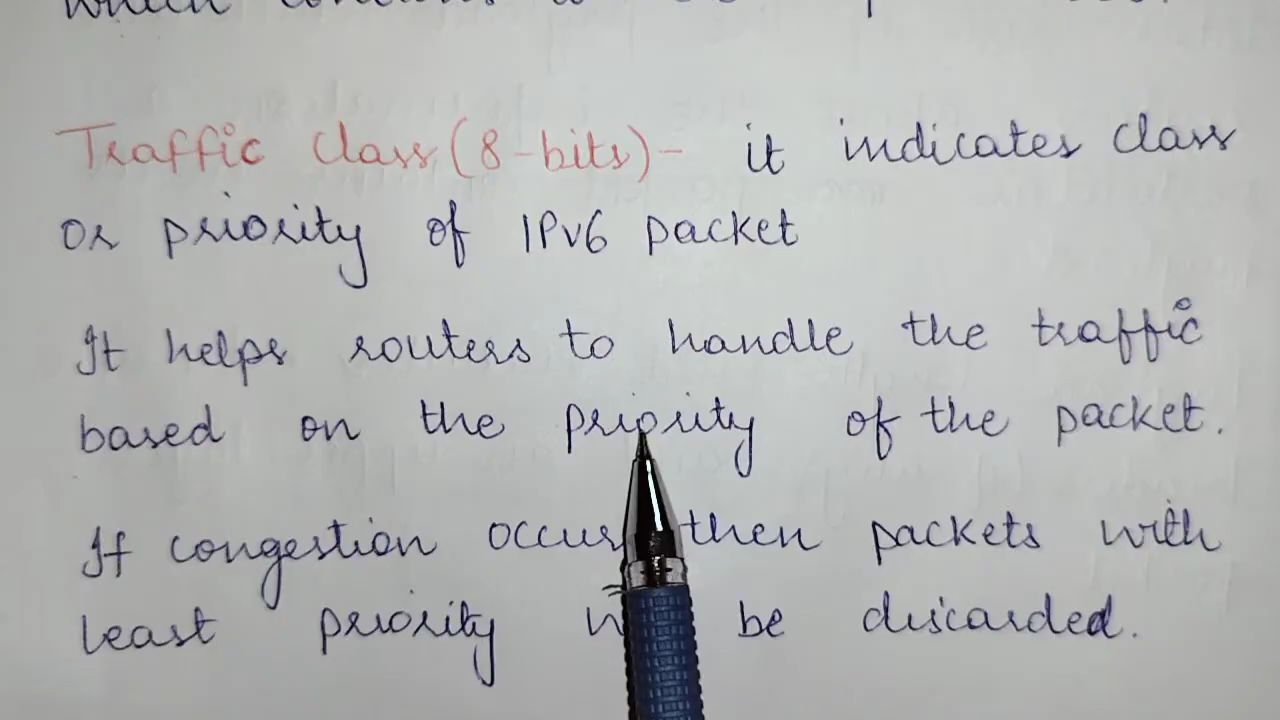 Traffic Class (8-bits)- it indicates class
or priority of IPv6 packet
It helps routers to handle the traffic
based on the priority of the packet.
If congestion occur then packets with
least priority be discarded.